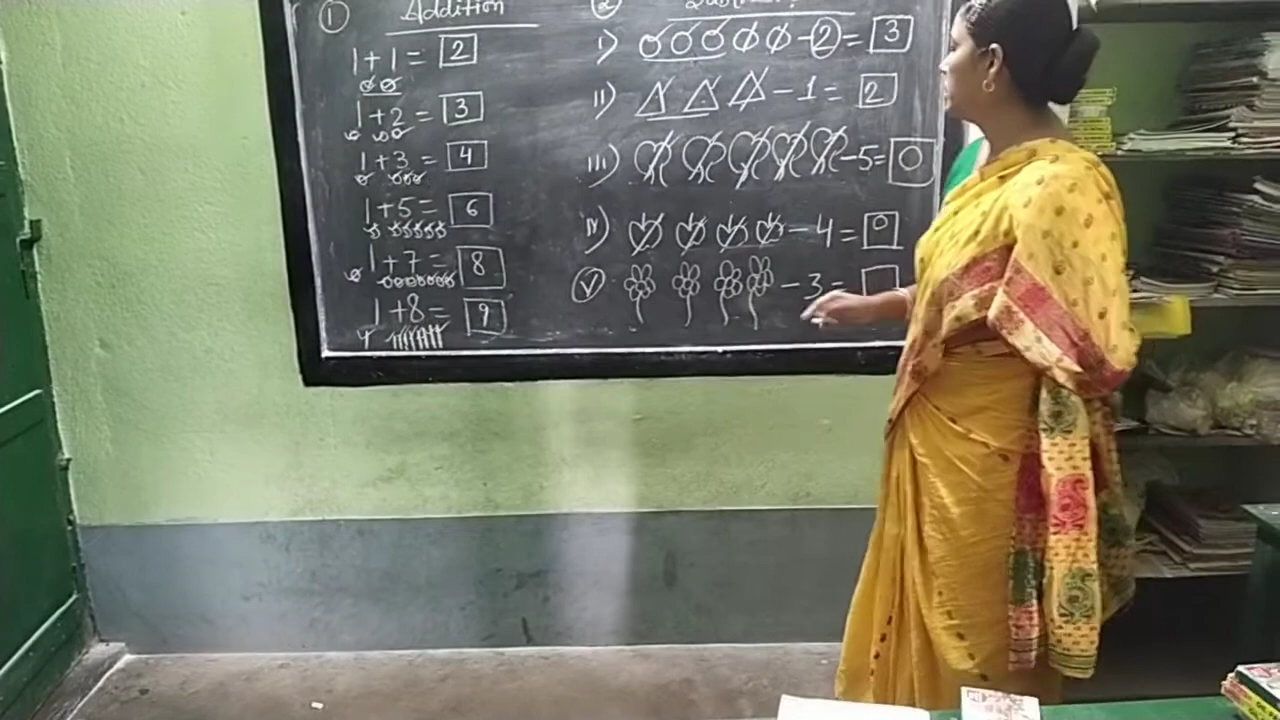 ① Addition
1+1= 2
1+2= 3
1+3= 4
1+5= 6
1+7= 8
1+8= 9
②
i) -2= 3
ii) -1= 2
iii) -5= 0
iv) -4= 0
v -3=